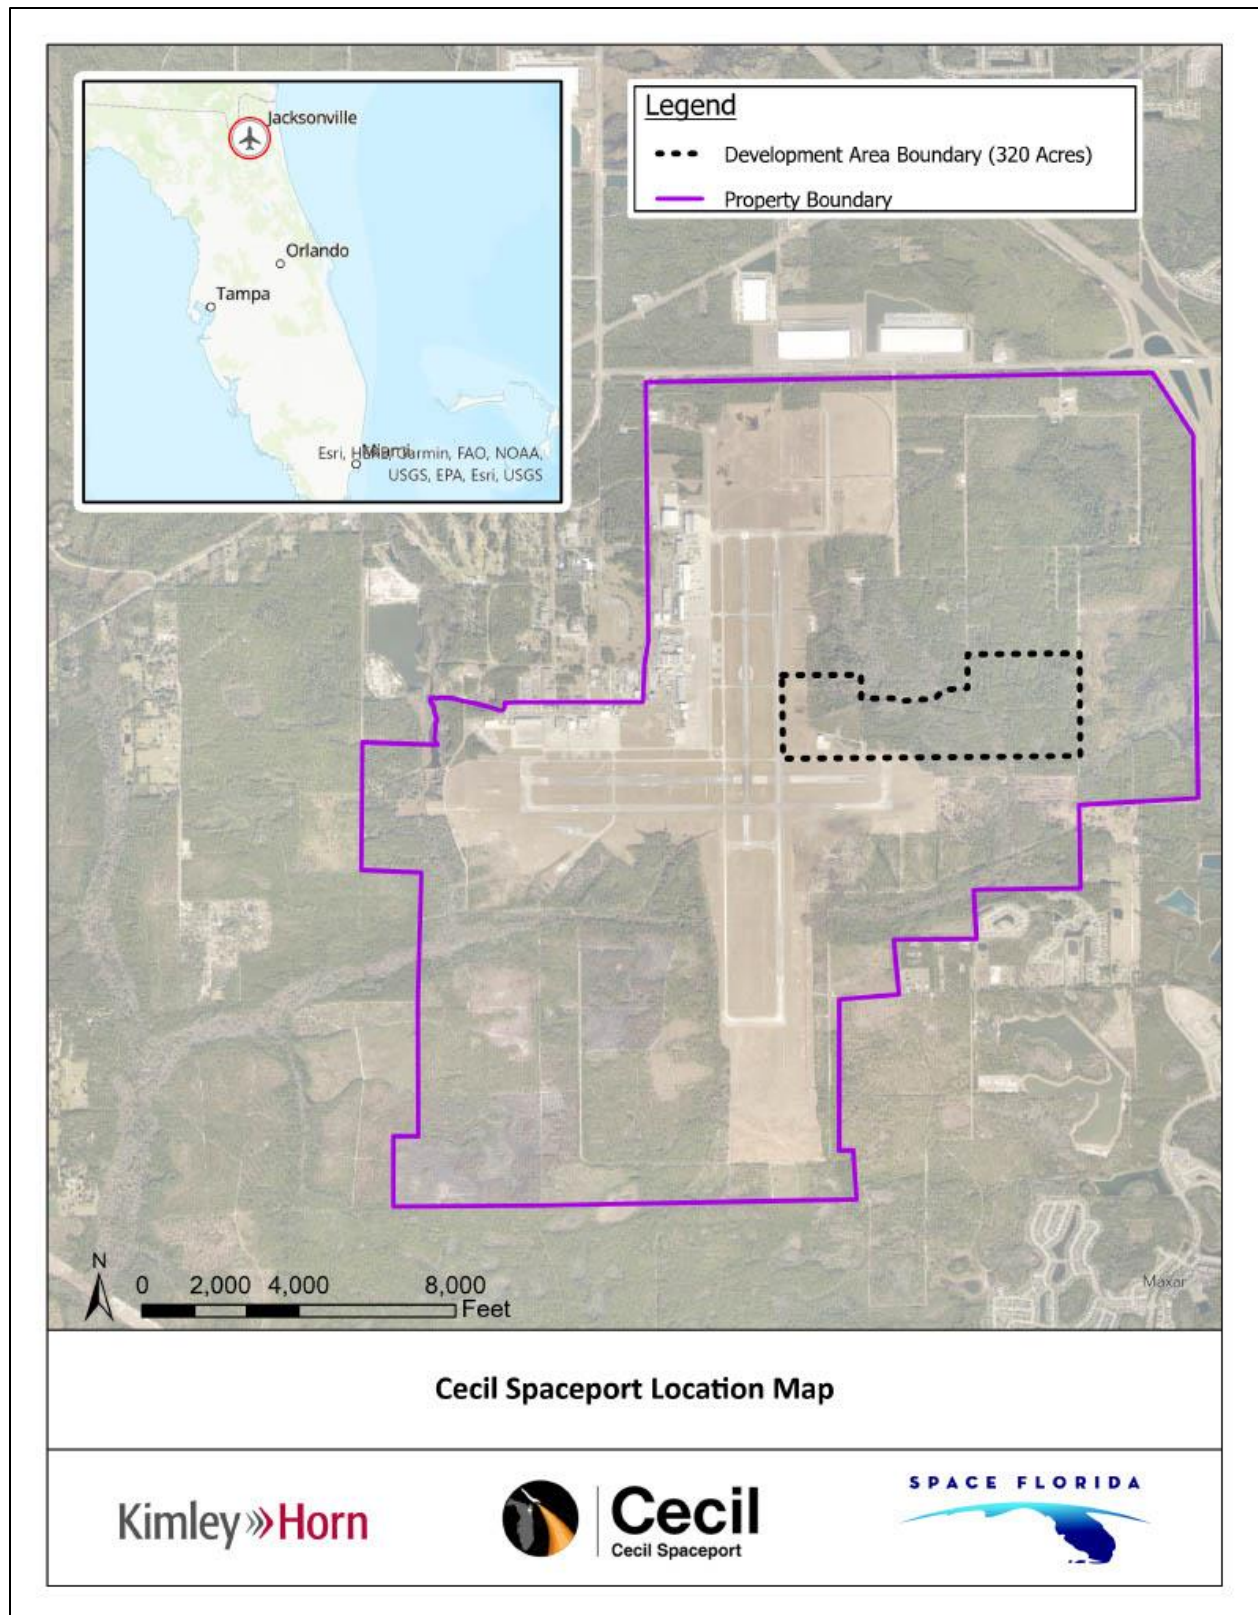 Legend
Development Area Boundary (320 Acres)
Property Boundary
Jacksonville
Orlando
Tampa
Miami
Esri, HERE, Garmin, FAO, NOAA,
USGS, EPA, Esri, USGS
Maxar
N
0 2,000 4,000 8,000
Feet
Cecil Spaceport Location Map
Kimley»Horn
Cecil
Cecil Spaceport
SPACE FLORIDA